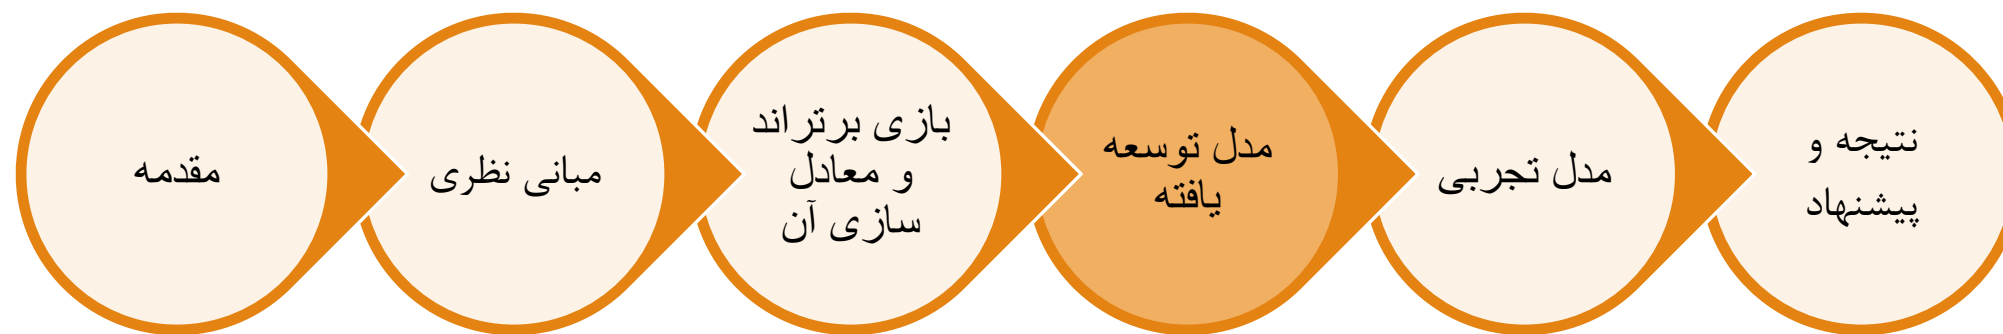 مقدمه
مبانی نظری
بازی برتراند
و معادل
سازی آن
مدل توسعه
یافته
مدل تجربی
نتیجه و
پیشنهاد